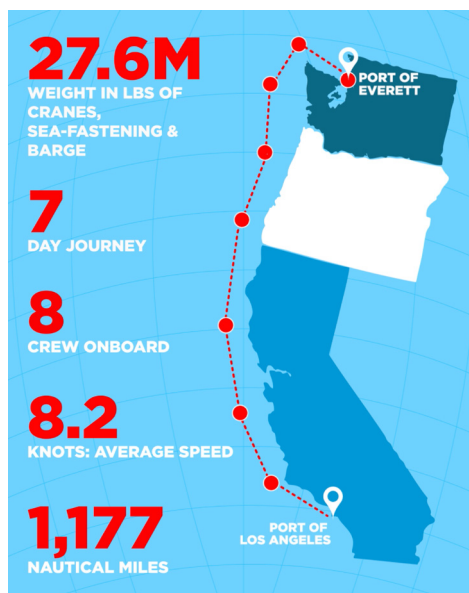 27.6M
WEIGHT IN LBS OF
CRANES,
SEA-FASTENING &
BARGE
PORT OF
EVERETT
7
DAY JOURNEY
8
CREW ONBOARD
8.2
KNOTS: AVERAGE SPEED
1,177
NAUTICAL MILES
PORT OF
LOS ANGELES